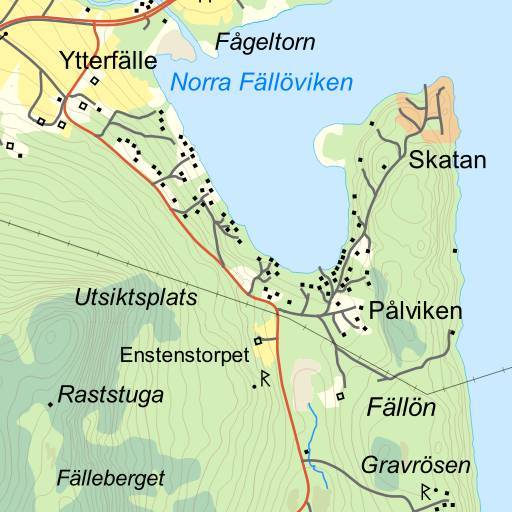 Fågeltorn
Ytterfälle
Norra Fällöviken
Skatan
Utsiktsplats
Pålviken
Enstenstorpet
Raststuga
Fällön
Gravrösen
Fälleberget